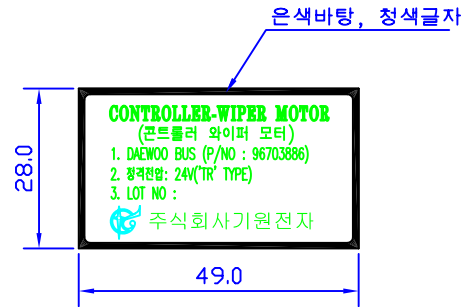 은색바탕, 청색글자
CONTROLLER-WIPER MOTOR
(콘트롤러 와이퍼 모터)
1. DAEWOO BUS (P/NO : 96703886)
2. 정격전압: 24V('TR' TYPE)
3. LOT NO :
주식회사기원전자
28.0
49.0